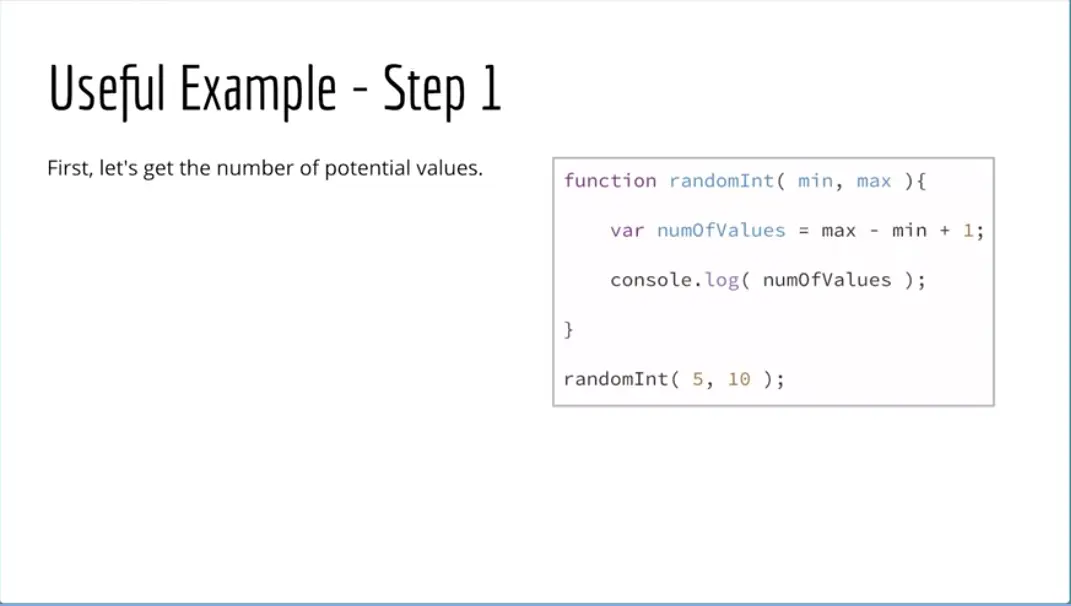 Useful Example - Step 1
First, let's get the number of potential values.
function randomInt( min, max ){
    var numOfValues = max - min + 1;
    console.log( numOfValues );
}
randomInt( 5, 10 );